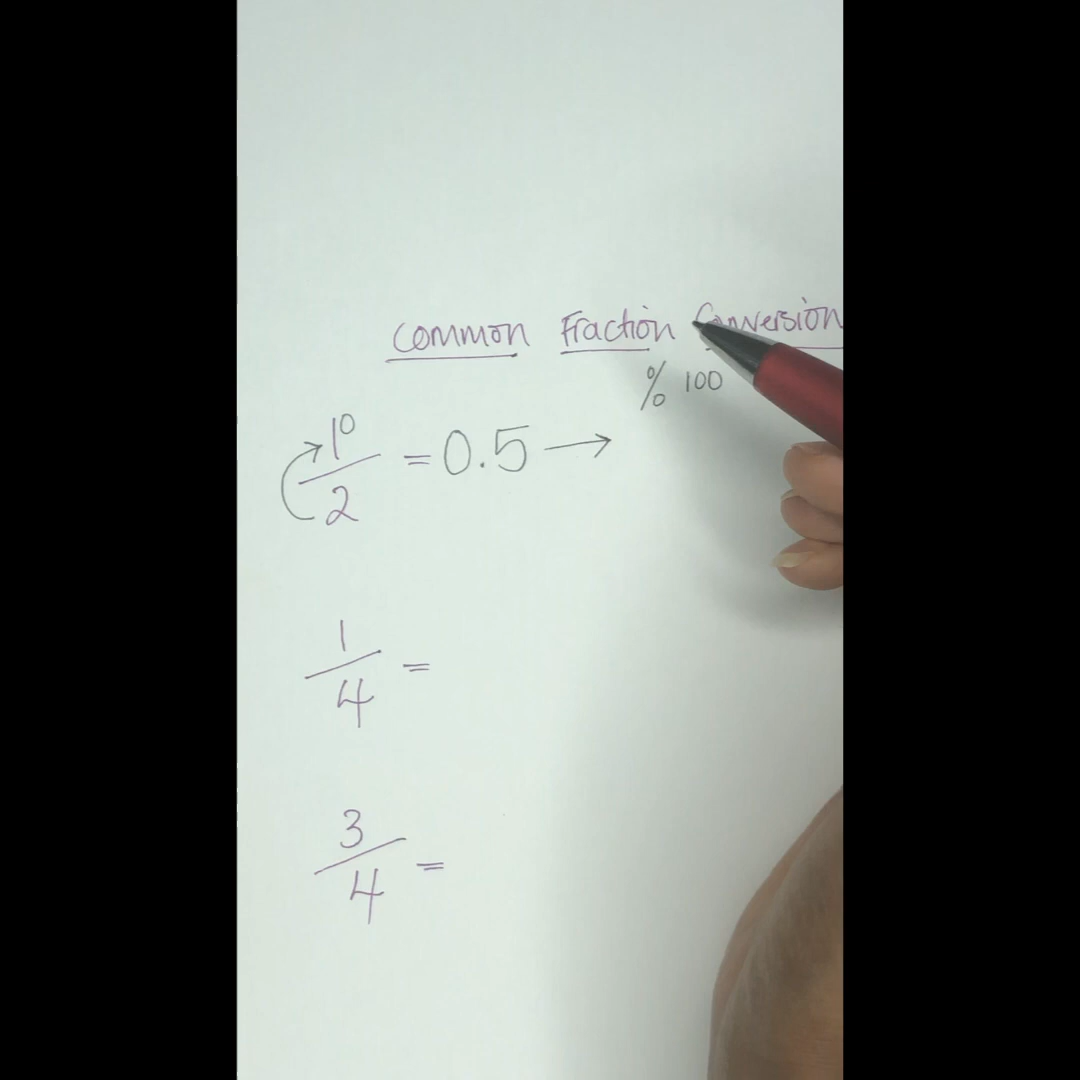 Common Fraction Conversion
% 100
1⁰/2 = 0.5 →
1/4 =
3/4 =